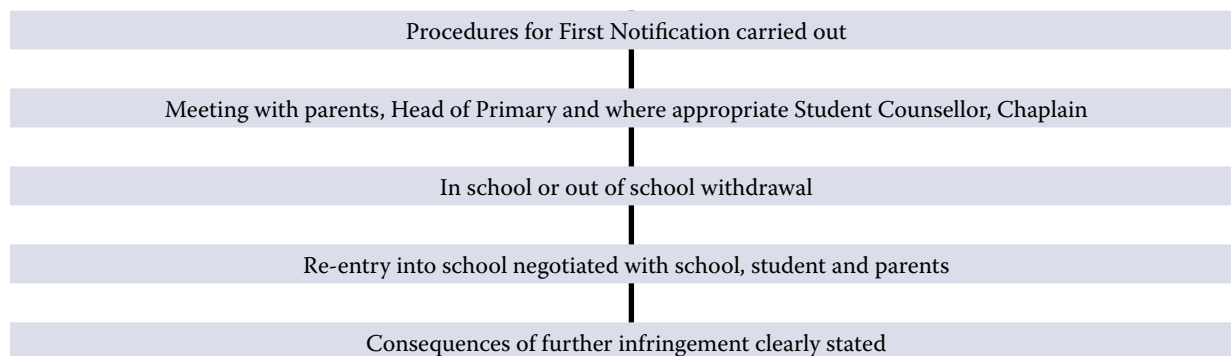 Procedures for First Notification carried out
Meeting with parents, Head of Primary and where appropriate Student Counsellor, Chaplain
In school or out of school withdrawal
Re-entry into school negotiated with school, student and parents
Consequences of further infringement clearly stated